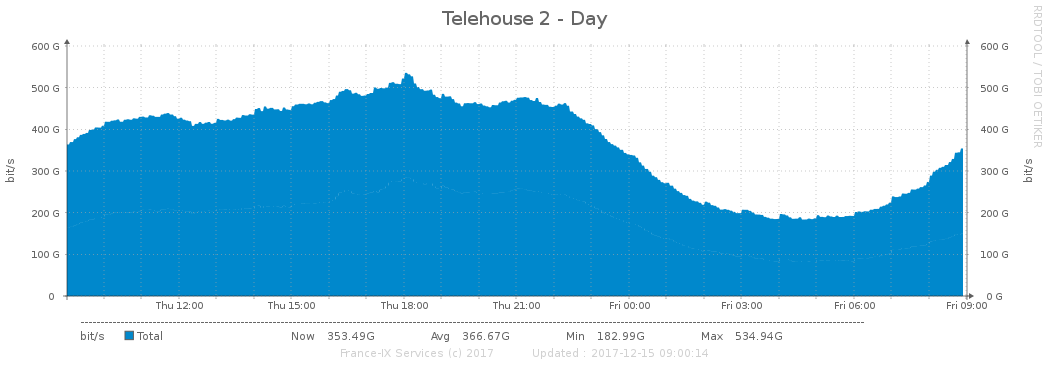 Telehouse 2 - Day
RRDTOOL / TOBI OETIKER
600 G 600 G
500 G 500 G
400 G 400 G
300 G 300 G
200 G 200 G
100 G 100 G
0 0 G
bit/s bit/s
Thu 12:00 Thu 15:00 Thu 18:00 Thu 21:00 Fri 00:00 Fri 03:00 Fri 06:00 Fri 09:00
bit/s Total Now 353.49G Avg 366.67G Min 182.99G Max 534.94G
France-IX Services (c) 2017 Updated : 2017-12-15 09:00:14